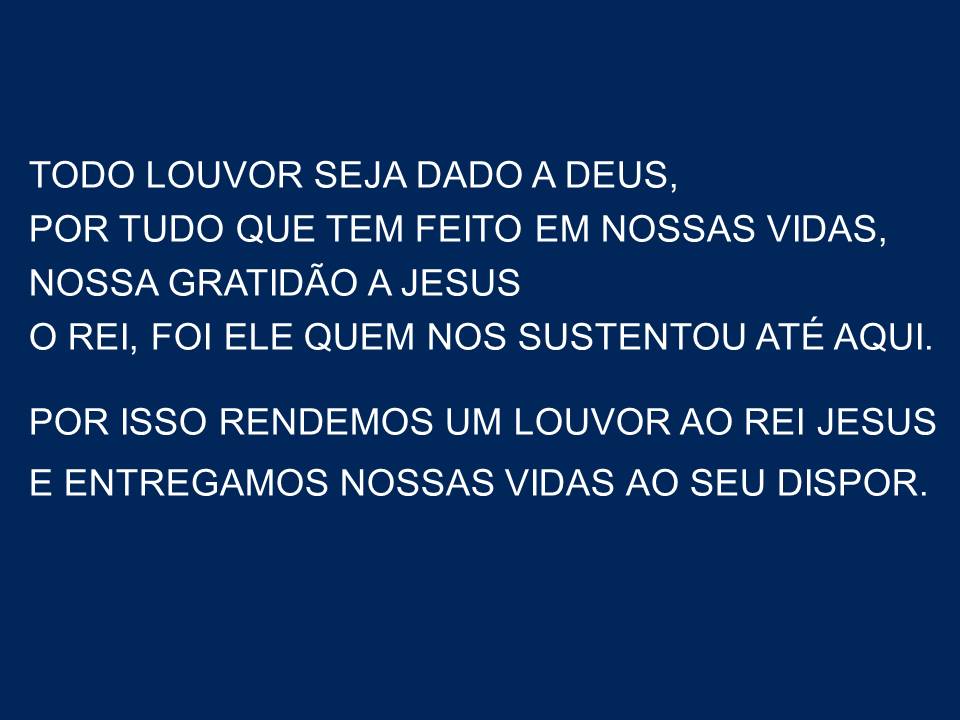 TODO LOUVOR SEJA DADO A DEUS,
POR TUDO QUE TEM FEITO EM NOSSAS VIDAS,
NOSSA GRATIDÃO A JESUS
O REI, FOI ELE QUEM NOS SUSTENTOU ATÉ AQUI.
POR ISSO RENDEMOS UM LOUVOR AO REI JESUS
E ENTREGAMOS NOSSAS VIDAS AO SEU DISPOR.